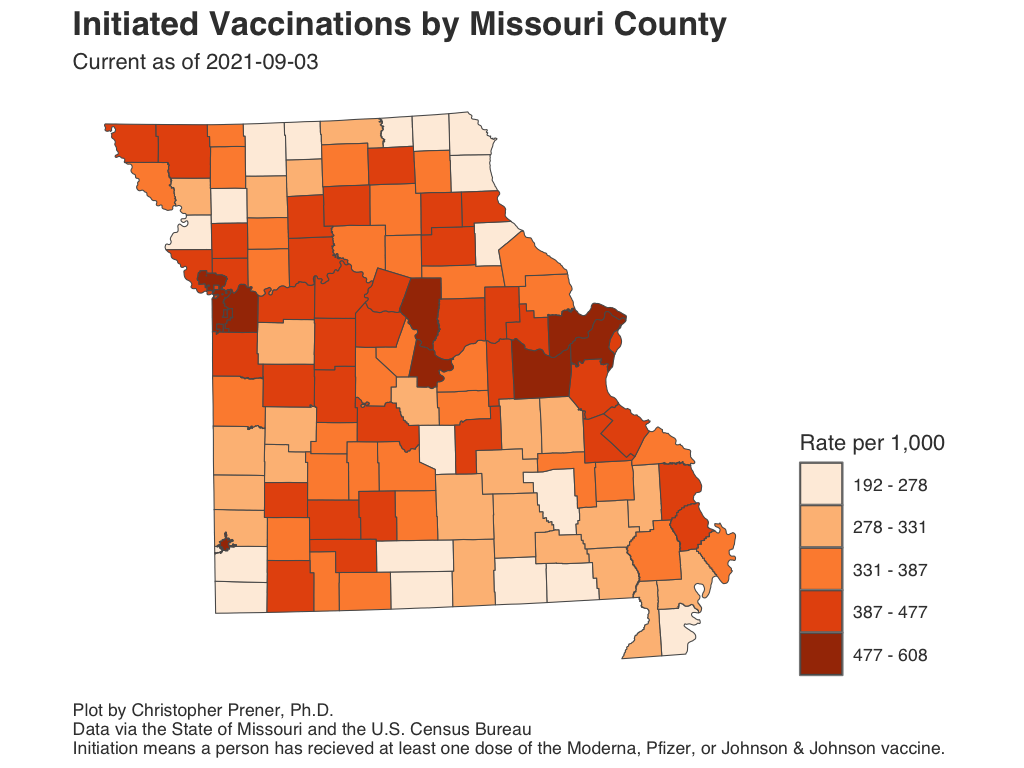 Initiated Vaccinations by Missouri County
Current as of 2021-09-03
Rate per 1,000
192 - 278
278 - 331
331 - 387
387 - 477
477 - 608
Plot by Christopher Prener, Ph.D.
Data via the State of Missouri and the U.S. Census Bureau
Initiation means a person has recieved at least one dose of the Moderna, Pfizer, or Johnson & Johnson vaccine.